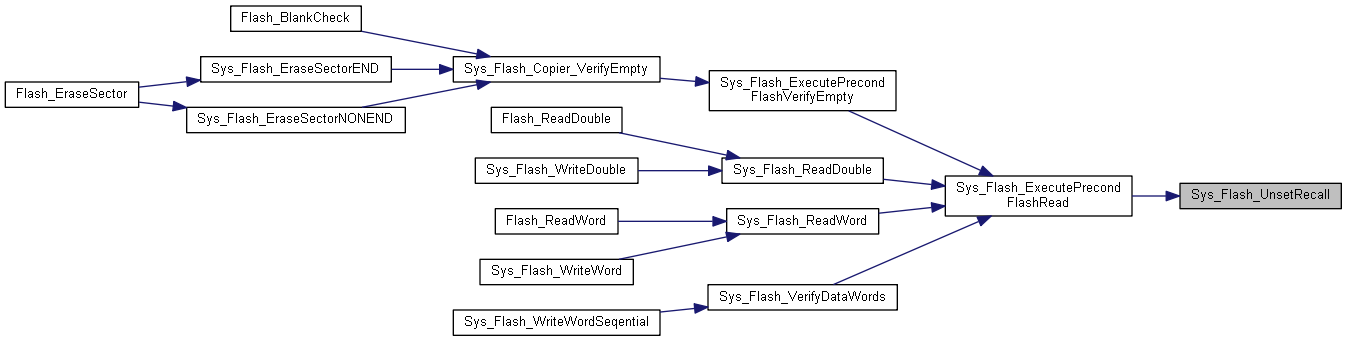 Flash_BlankCheck
Sys_Flash_EraseSectorEND
Sys_Flash_Copier_VerifyEmpty
Sys_Flash_ExecutePrecond
FlashVerifyEmpty
Flash_EraseSector
Sys_Flash_EraseSectorNONEND
Flash_ReadDouble
Sys_Flash_WriteDouble
Sys_Flash_ReadDouble
Sys_Flash_ExecutePrecond
FlashRead
Sys_Flash_UnsetRecall
Flash_ReadWord
Sys_Flash_ReadWord
Sys_Flash_WriteWord
Sys_Flash_VerifyDataWords
Sys_Flash_WriteWordSeqential